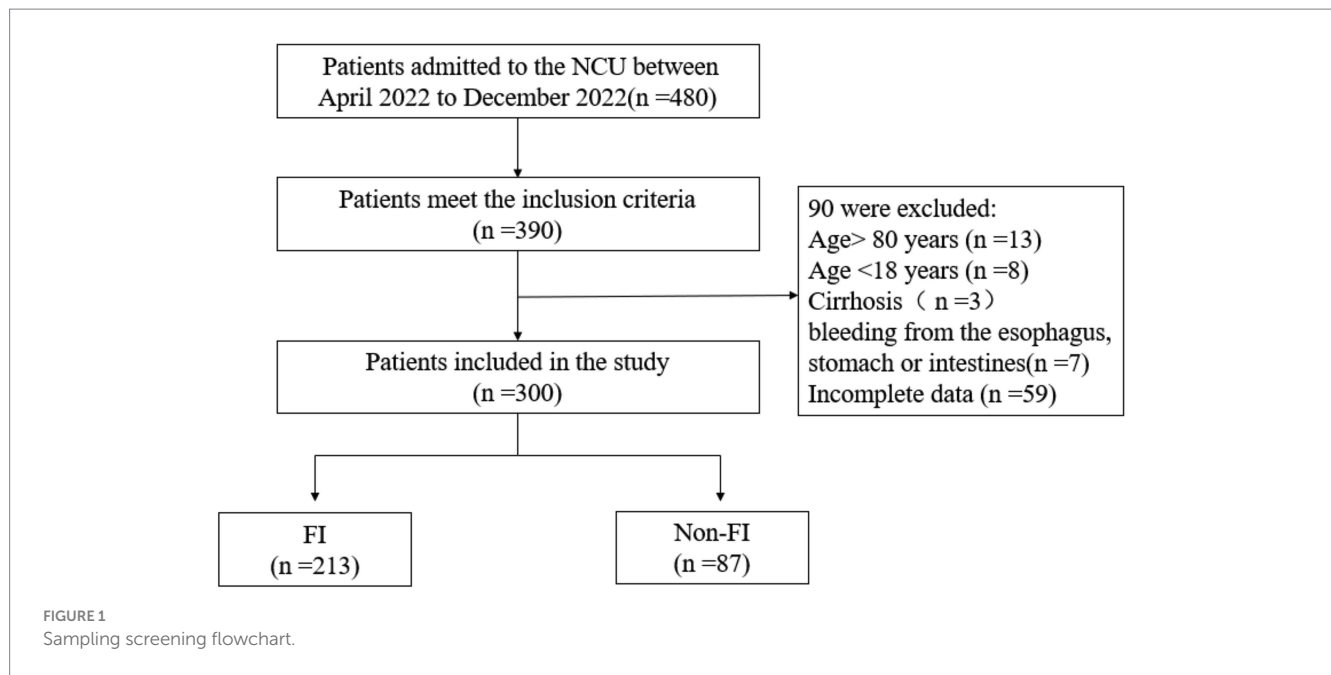 Patients admitted to the NCU between
April 2022 to December 2022(n =480)
Patients meet the inclusion criteria
(n =390)
90 were excluded:
Age> 80 years (n =13)
Age <18 years (n =8)
Cirrhosis（ n =3）
bleeding from the esophagus,
stomach or intestines(n =7)
Incomplete data (n =59)
Patients included in the study
(n =300)
FI
(n =213)
Non-FI
(n =87)
FIGURE 1
Sampling screening flowchart.